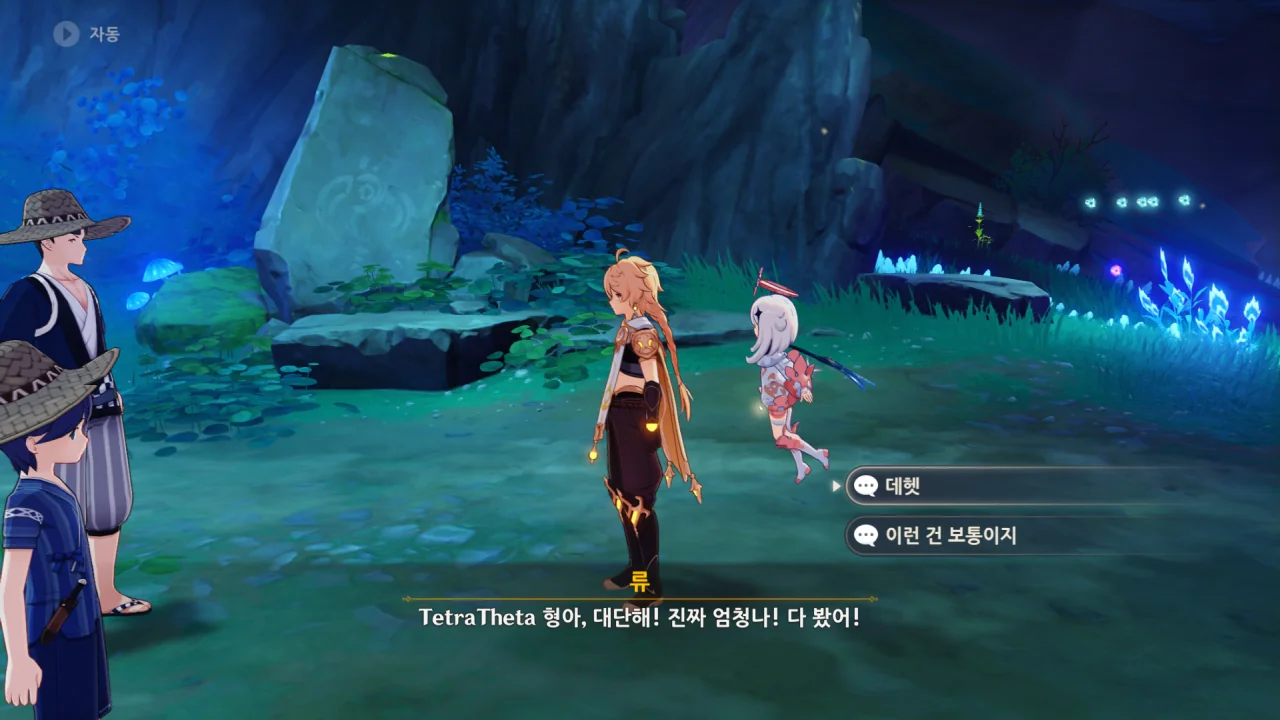 자동
데헷
이런 건 보통이지
류
TetraTheta 형아, 대단해! 진짜 엄청나! 다 봤어!